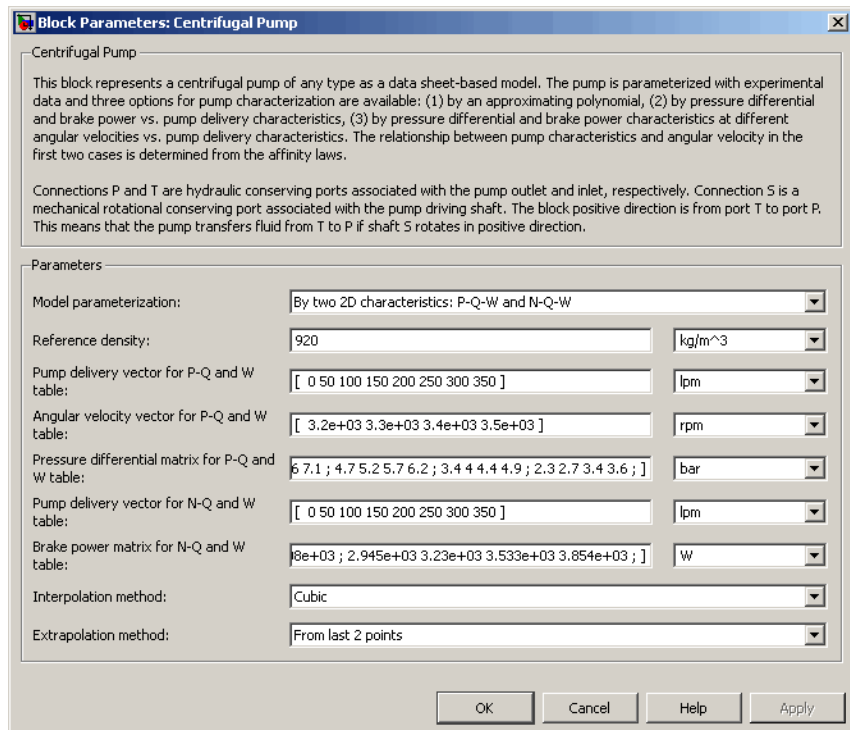 Block Parameters: Centrifugal Pump
Centrifugal Pump
This block represents a centrifugal pump of any type as a data sheet-based model. The pump is parameterized with experimental
data and three options for pump characterization are available: (1) by an approximating polynomial, (2) by pressure differential
and brake power vs. pump delivery characteristics, (3) by pressure differential and brake power characteristics at different
angular velocities vs. pump delivery characteristics. The relationship between pump characteristics and angular velocity in the
first two cases is determined from the affinity laws.
Connections P and T are hydraulic conserving ports associated with the pump outlet and inlet, respectively. Connection S is a
mechanical rotational conserving port associated with the pump driving shaft. The block positive direction is from port T to port P.
This means that the pump transfers fluid from T to P if shaft S rotates in positive direction.
Parameters
Model parameterization: By two 2D characteristics: P-Q-W and N-Q-W
Reference density: 920 kg/m^3
Pump delivery vector for P-Q and W
table: [ 0 50 100 150 200 250 300 350 ] lpm
Angular velocity vector for P-Q and W
table: [ 3.2e+03 3.3e+03 3.4e+03 3.5e+03 ] rpm
Pressure differential matrix for P-Q and
W table: 6 7.1 ; 4.7 5.2 5.7 6.2 ; 3.4 4 4.4 4.9 ; 2.3 2.7 3.4 3.6 ; ] bar
Pump delivery vector for N-Q and W
table: [ 0 50 100 150 200 250 300 350 ] lpm
Brake power matrix for N-Q and W
table: 8e+03 ; 2.945e+03 3.23e+03 3.533e+03 3.854e+03 ; ] W
Interpolation method: Cubic
Extrapolation method: From last 2 points
OK Cancel Help Apply